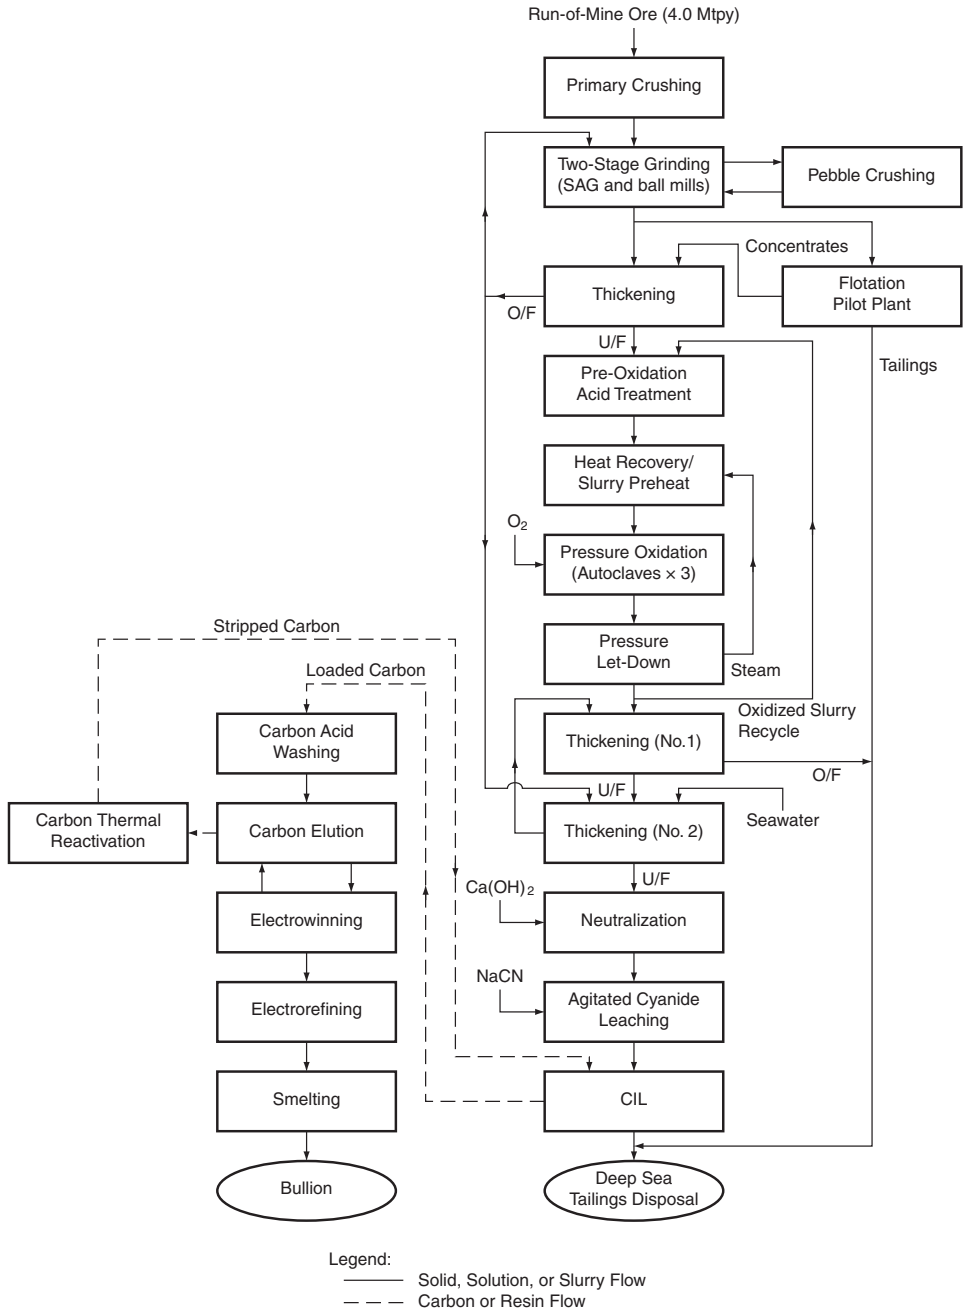 Run-of-Mine Ore (4.0 Mtpy)
Primary Crushing
Two-Stage Grinding
(SAG and ball mills)
Pebble Crushing
Concentrates
Thickening
Flotation
Pilot Plant
O/F
U/F
Tailings
Pre-Oxidation
Acid Treatment
Heat Recovery/
Slurry Preheat
O2
Pressure Oxidation
(Autoclaves × 3)
Stripped Carbon
Pressure
Let-Down
Steam
Loaded Carbon
Oxidized Slurry
Recycle
Carbon Acid
Washing
Thickening (No.1)
O/F
U/F
Carbon Thermal
Reactivation
Carbon Elution
Thickening (No. 2)
Seawater
U/F
Ca(OH)2
Electrowinning
Neutralization
NaCN
Electrorefining
Agitated Cyanide
Leaching
Smelting
CIL
Bullion
Deep Sea
Tailings Disposal
Legend:
Solid, Solution, or Slurry Flow
Carbon or Resin Flow